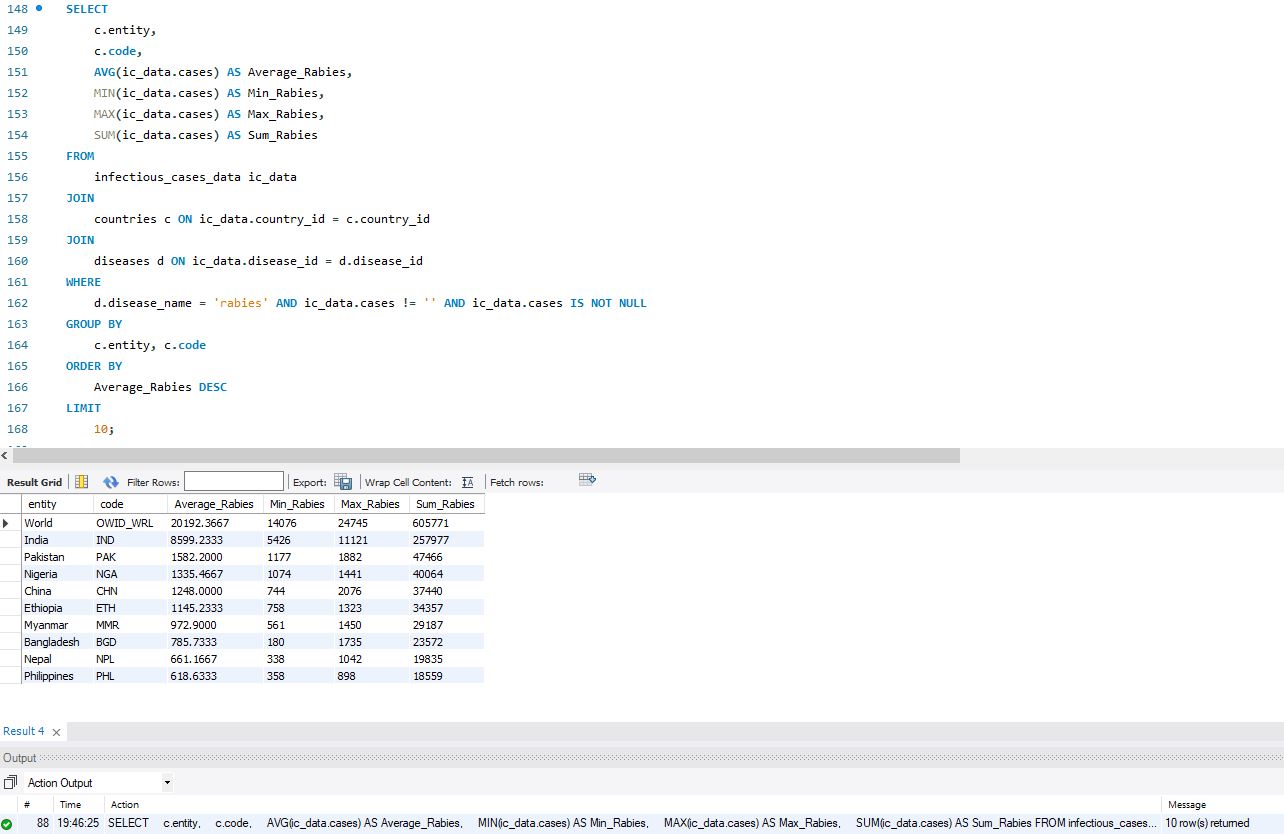 148 SELECT
149 c.entity,
150 c.code,
151 AVG(ic_data.cases) AS Average_Rabies,
152 MIN(ic_data.cases) AS Min_Rabies,
153 MAX(ic_data.cases) AS Max_Rabies,
154 SUM(ic_data.cases) AS Sum_Rabies
155 FROM
156 infectious_cases_data ic_data
157 JOIN
158 countries c ON ic_data.country_id = c.country_id
159 JOIN
160 diseases d ON ic_data.disease_id = d.disease_id
161 WHERE
162 d.disease_name = 'rabies' AND ic_data.cases != '' AND ic_data.cases IS NOT NULL
163 GROUP BY
164 c.entity, c.code
165 ORDER BY
166 Average_Rabies DESC
167 LIMIT
168 10;
Result Grid Filter Rows: Export: Wrap Cell Content: Fetch rows:
entity code Average_Rabies Min_Rabies Max_Rabies Sum_Rabies
World OWID_WRL 20192.3667 14076 24745 605771
India IND 8599.2333 5426 11121 257977
Pakistan PAK 1582.2000 1177 1882 47466
Nigeria NGA 1335.4667 1074 1441 40064
China CHN 1248.0000 744 2076 37440
Ethiopia ETH 1145.2333 758 1323 34357
Myanmar MMR 972.9000 561 1450 29187
Bangladesh BGD 785.7333 180 1735 23572
Nepal NPL 661.1667 338 1042 19835
Philippines PHL 618.6333 358 898 18559
Result 4
Output
Action Output
# Time Action Message
88 19:46:25 SELECT c.entity, c.code, AVG(ic_data.cases) AS Average_Rabies, MIN(ic_data.cases) AS Min_Rabies, MAX(ic_data.cases) AS Max_Rabies, SUM(ic_data.cases) AS Sum_Rabies FROM infectious_cases... 10 row(s) returned